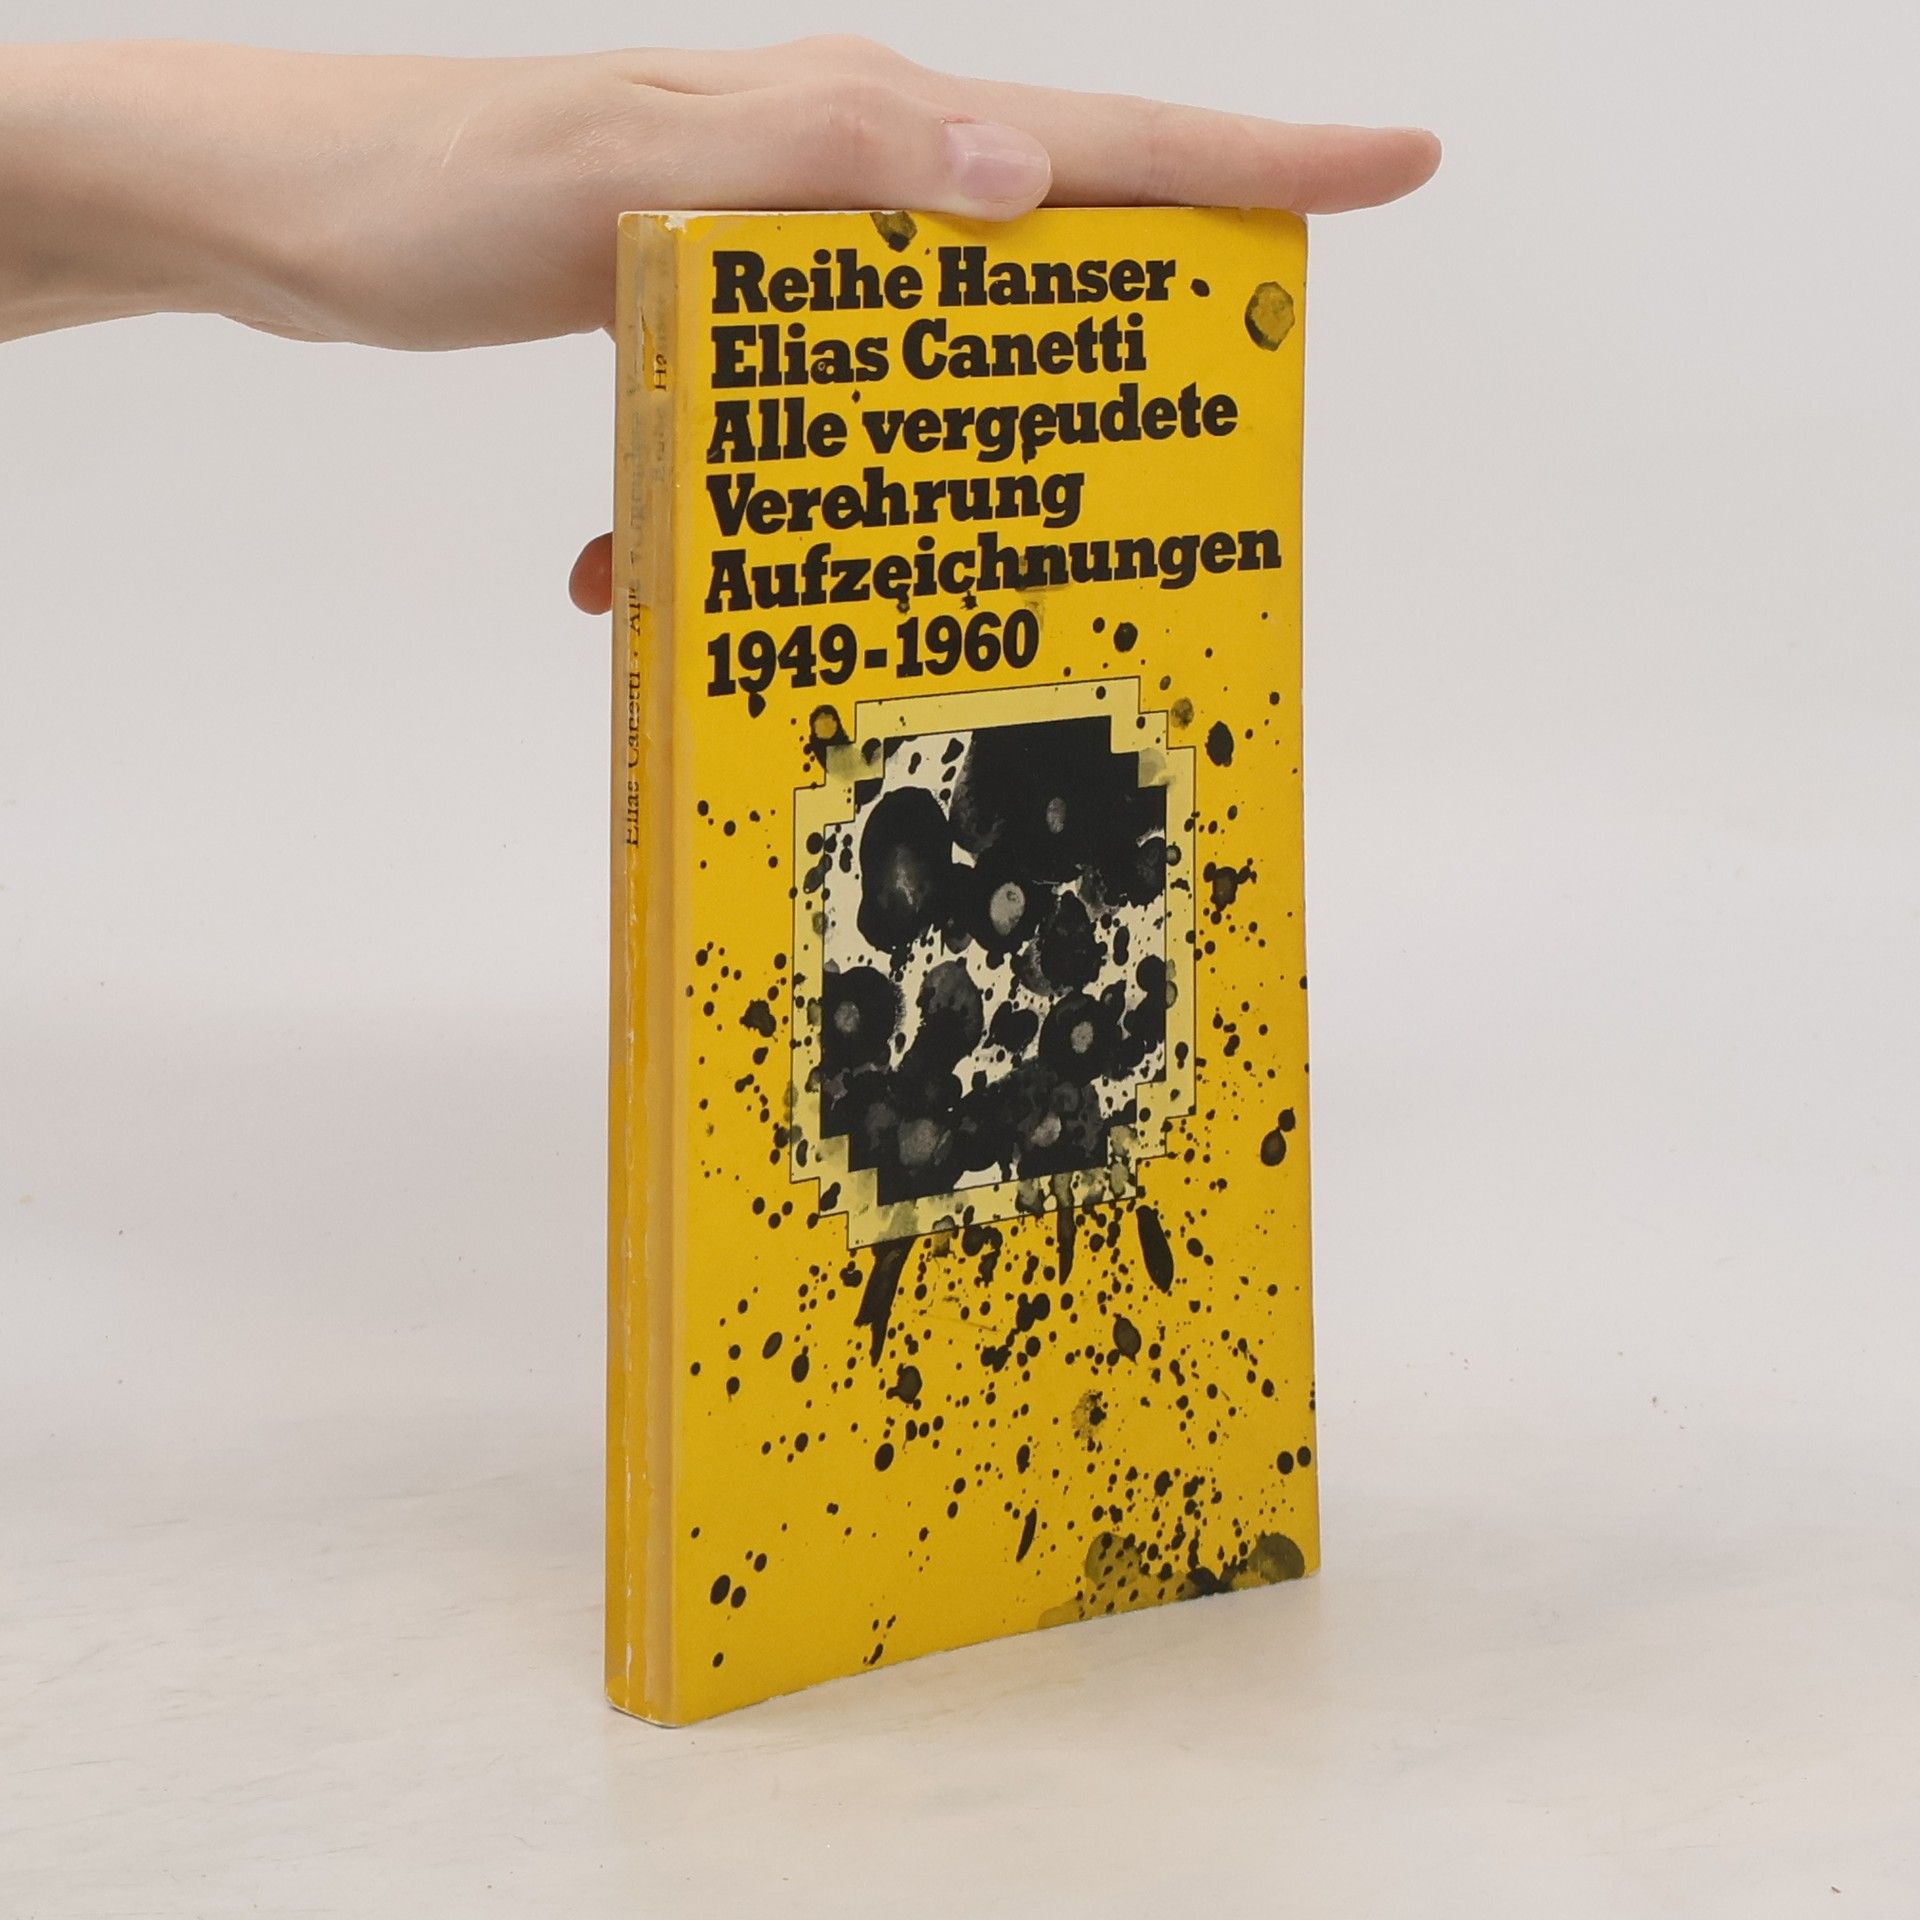 Reihe Hanser
Elias Canetti
Alle vergeudete
Verehrung
Aufzeichnungen
1949-1960
Elias Canetti